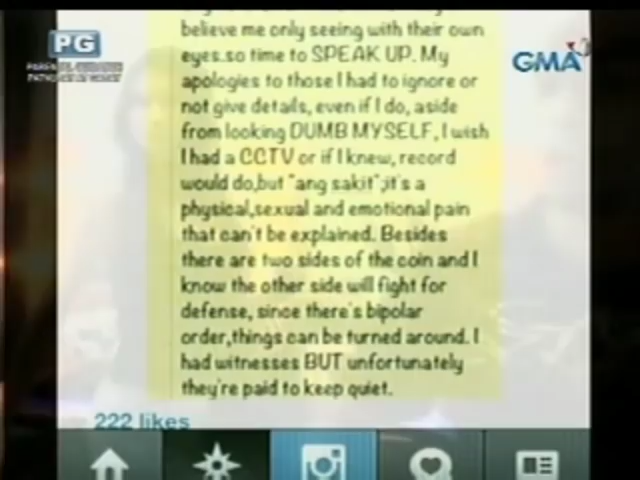 believe me only seeing with their own
PG
eyes.so time to SPEAK UP. My
GMA
apologies to those I had to ignore or
not give details, even if I do, aside
from looking DUMB MYSELF, I wish
I had a CCTV or if I knew, record
would do,but "ang sakit";it's a
physical,sexual and emotional pain
that can't be explained. Besides
there are two sides of the coin and I
know the other side will fight for
defense, since there's bipolar
order,things can be turned around. I
had witnesses BUT unfortunately
they're paid to keep quiet.
222 likes